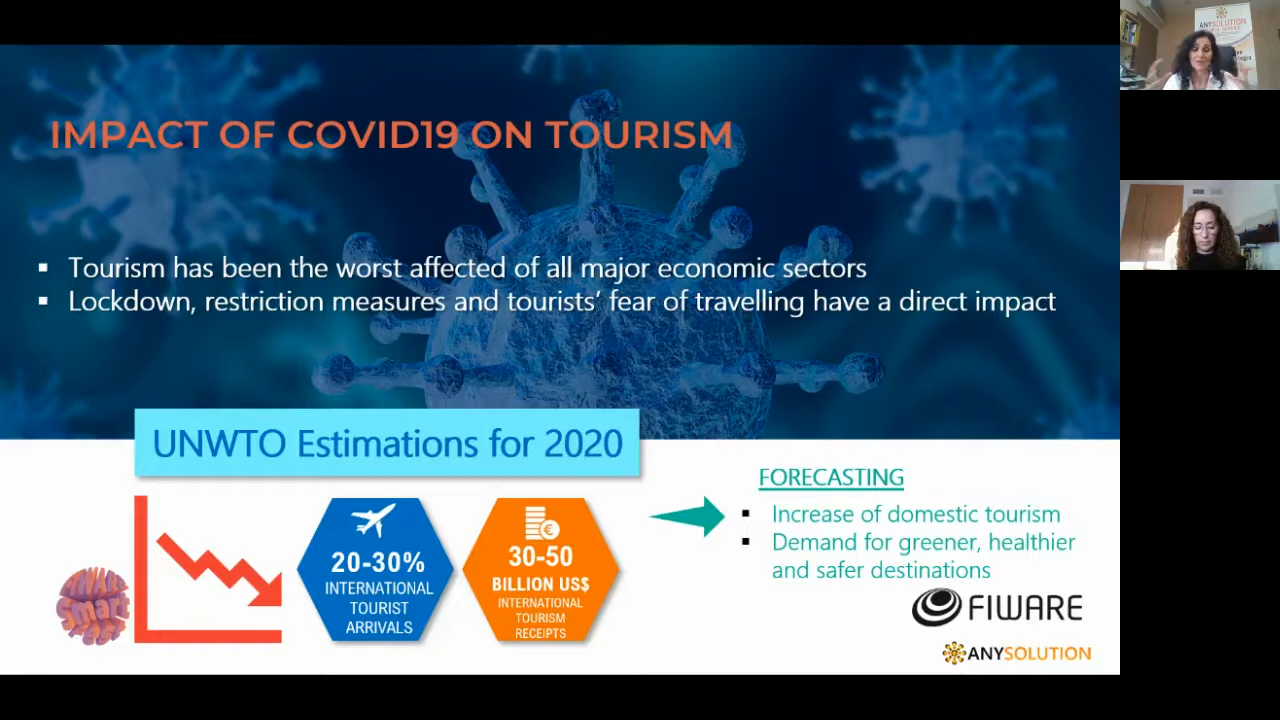 IMPACT OF COVID19 ON TOURISM
Tourism has been the worst affected of all major economic sectors
Lockdown, restriction measures and tourists' fear of travelling have a direct impact
UNWTO Estimations for 2020
20-30%
INTERNATIONAL
TOURIST
ARRIVALS
30-50
BILLION US$
INTERNATIONAL
TOURISM
RECEIPTS
FORECASTING
Increase of domestic tourism
Demand for greener, healthier
and safer destinations
Smart
FIWARE
ANYSOLUTION
ANYSOLUTION